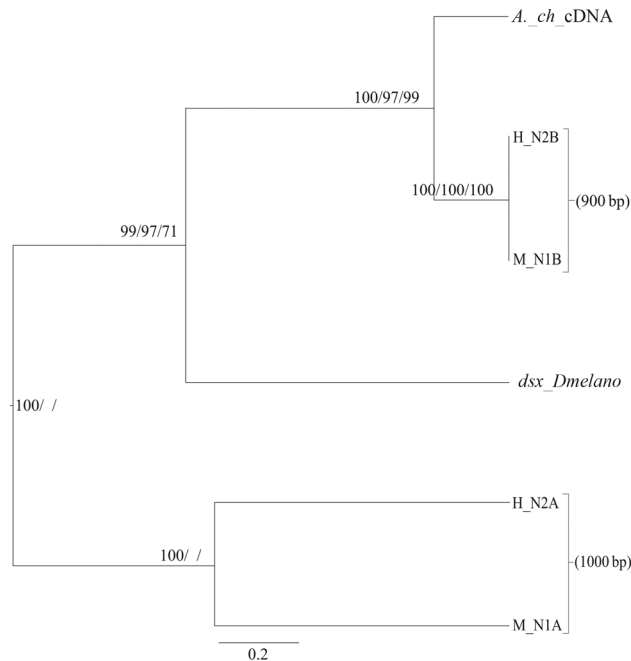 A._ch_cDNA
100/97/99
H_N2B
100/100/100
(900 bp)
99/97/71
M_N1B
dsx_Dmelano
100/ /
H_N2A
100/ /
(1000 bp)
M_N1A
0.2